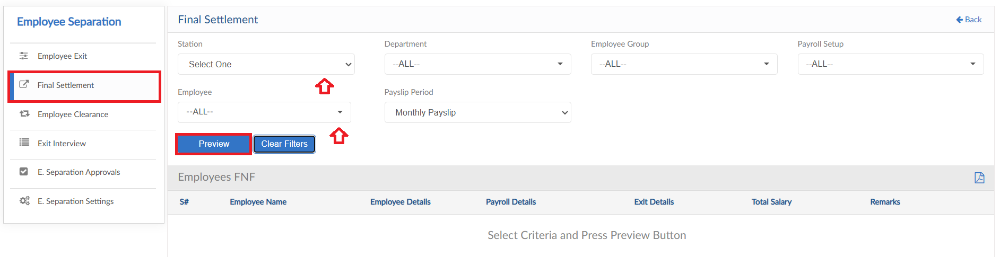 Employee Separation
Employee Exit
Final Settlement
Employee Clearance
Exit Interview
E. Separation Approvals
E. Separation Settings
Final Settlement
Back
Station Department Employee Group Payroll Setup
Select One --ALL-- --ALL-- --ALL--
Employee Payslip Period
--ALL-- Monthly Payslip
Preview Clear Filters
Employees FNF
S# Employee Name Employee Details Payroll Details Exit Details Total Salary Remarks
Select Criteria and Press Preview Button